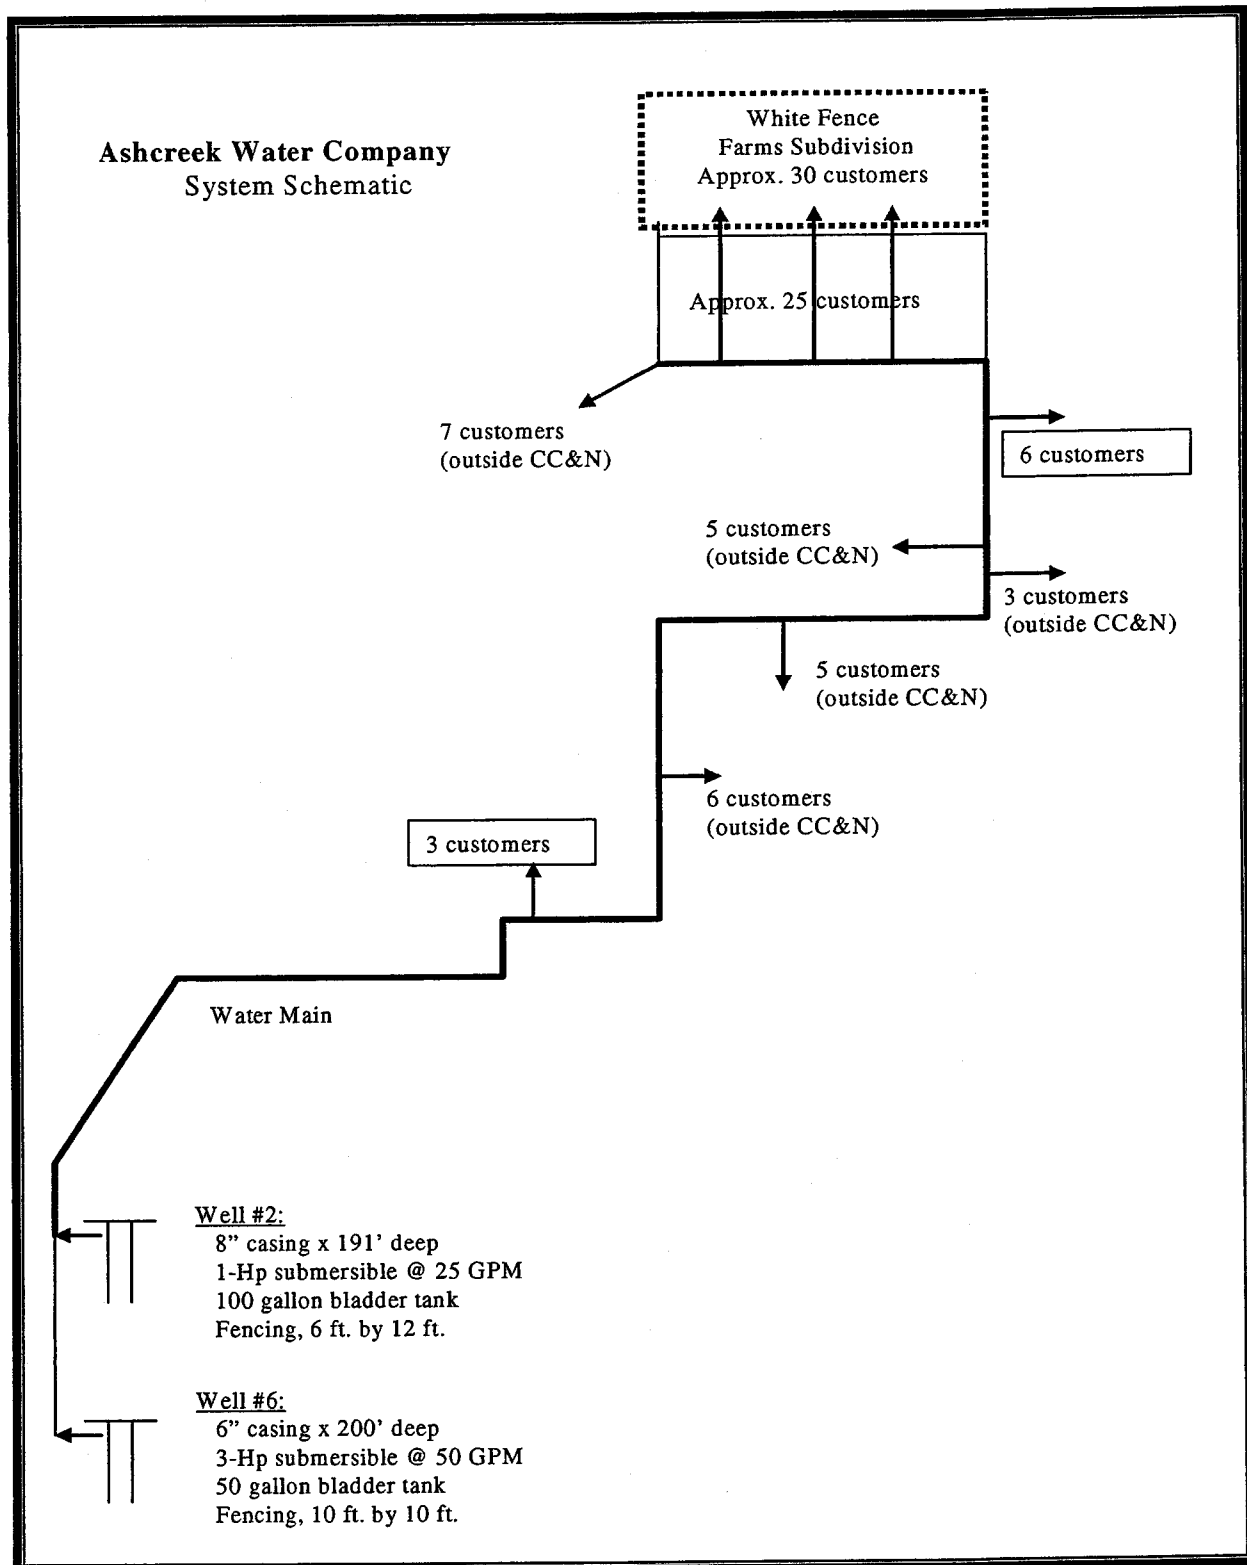 Ashcreek Water Company
System Schematic
White Fence
Farms Subdivision
Approx. 30 customers
Approx. 25 customers
7 customers
(outside CC&N)
6 customers
5 customers
(outside CC&N)
3 customers
(outside CC&N)
5 customers
(outside CC&N)
6 customers
(outside CC&N)
3 customers
Water Main
Well #2:
8” casing x 191’ deep
1-Hp submersible @ 25 GPM
100 gallon bladder tank
Fencing, 6 ft. by 12 ft.
Well #6:
6” casing x 200’ deep
3-Hp submersible @ 50 GPM
50 gallon bladder tank
Fencing, 10 ft. by 10 ft.